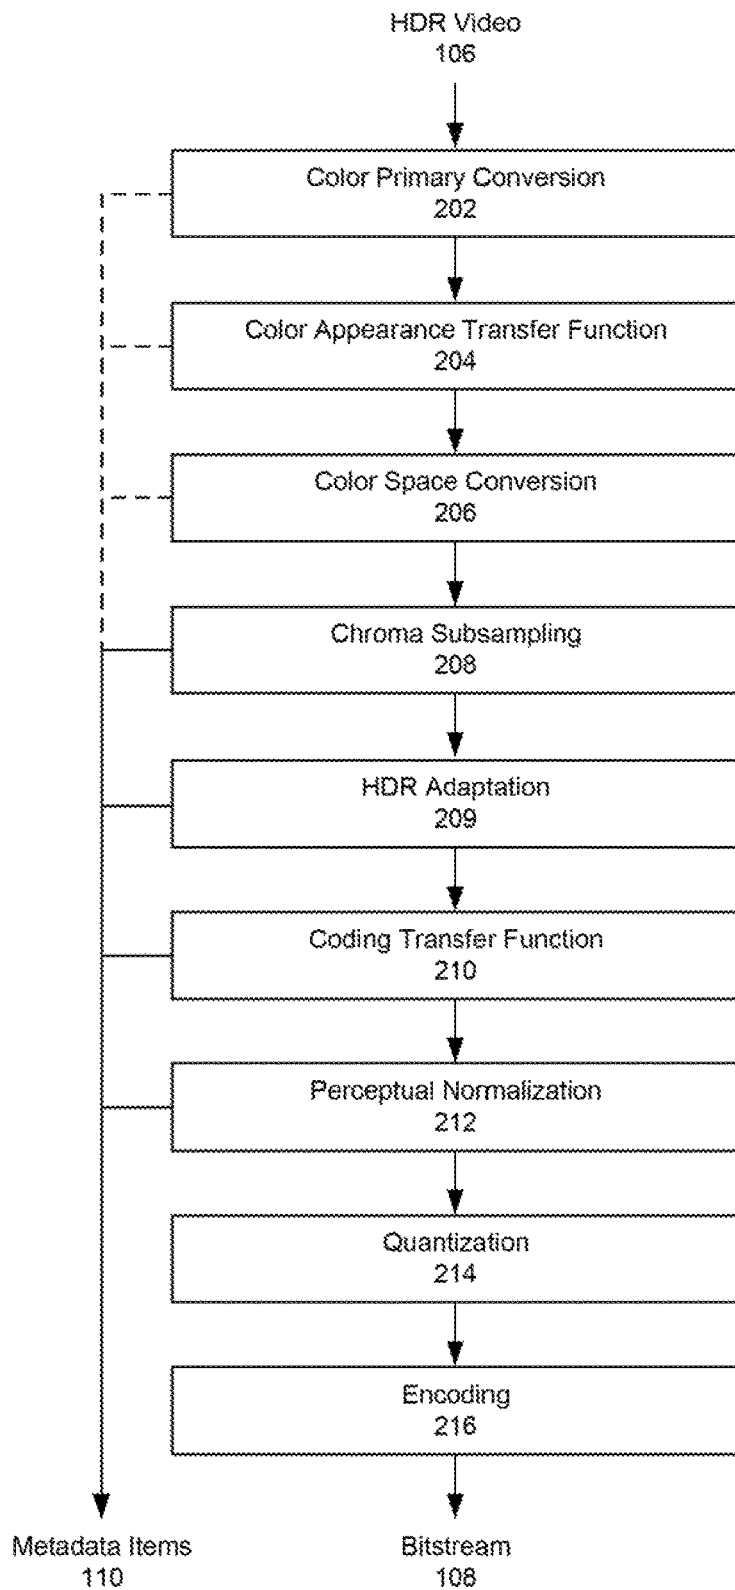 HDR Video
106
Color Primary Conversion
202
Color Appearance Transfer Function
204
Color Space Conversion
206
Chroma Subsampling
208
HDR Adaptation
209
Coding Transfer Function
210
Perceptual Normalization
212
Quantization
214
Encoding
216
Metadata Items
110
Bitstream
108